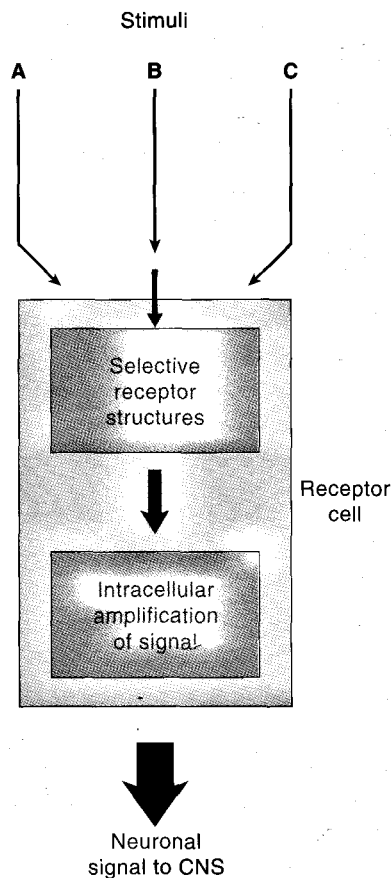 Stimuli
A B C
Selective
receptor
structures
Receptor
cell
Intracellular
amplification
of signal
Neuronal
signal to CNS